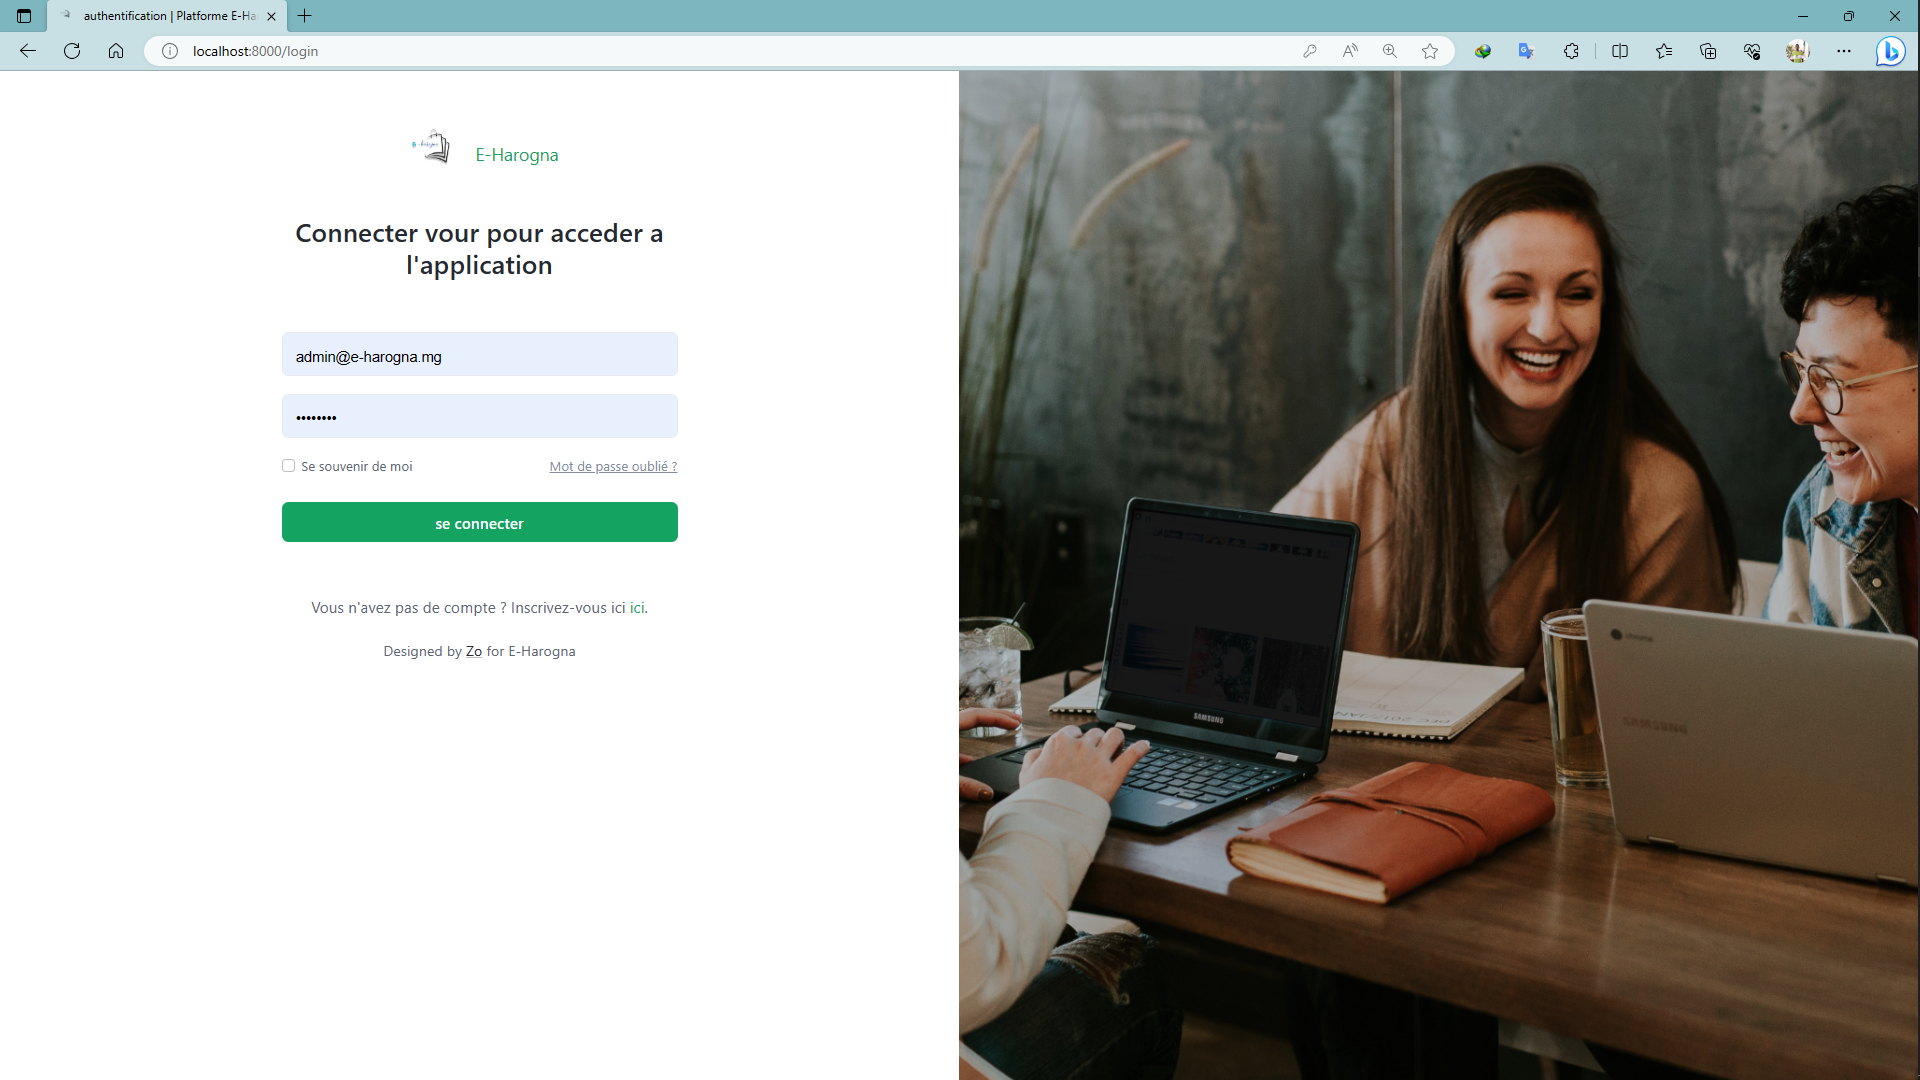 authentification | Platforme E-Ha
localhost:8000/login
E-Harogna
Connecter vour pour acceder a
l'application
admin@e-harogna.mg
••••••••
Se souvenir de moi
Mot de passe oublié ?
se connecter
Vous n'avez pas de compte ? Inscrivez-vous ici ici.
Designed by Zo for E-Harogna
SAMSUNG
chrome
SAMSUNG